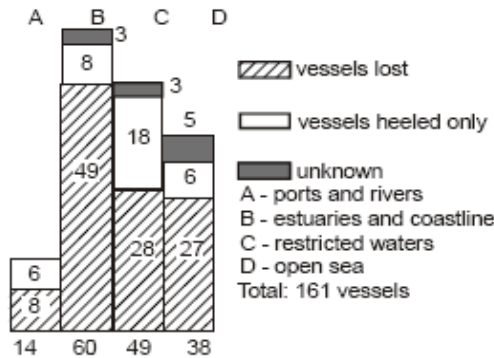 A B C D
3
8
3
vessels lost
5
18
vessels heeled only
49
6
unknown
A - ports and rivers
B - estuaries and coastline
6
28
27
C - restricted waters
D - open sea
8
Total: 161 vessels
14 60 49 38